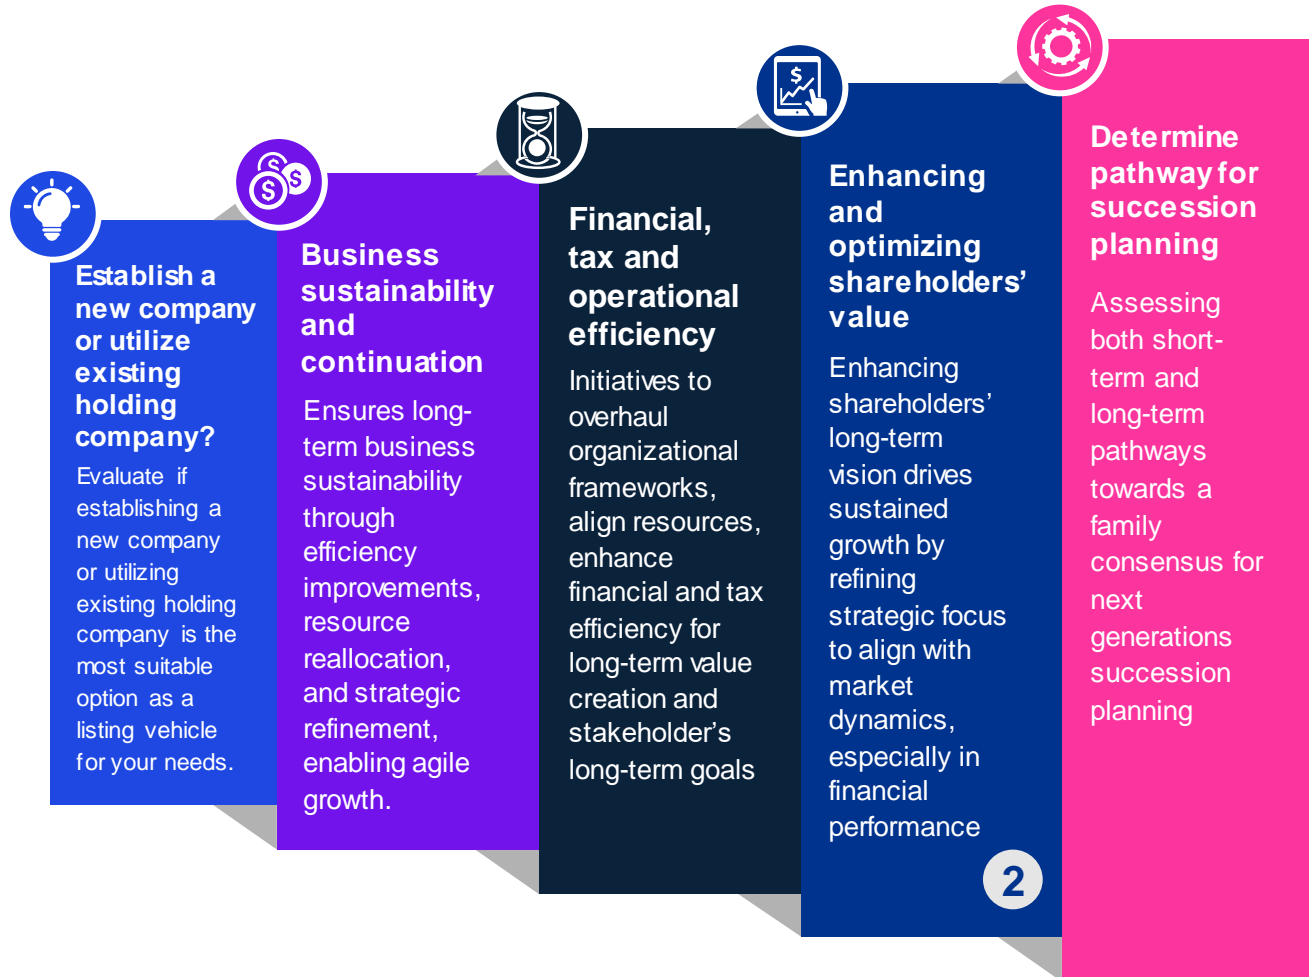 Establish a
new company
or utilize
existing
holding
company?
Evaluate if
establishing a
new company
or utilizing
existing holding
company is the
most suitable
option as a
listing vehicle
for your needs.
Business
sustainability
and
continuation
Ensures long-
term business
sustainability
through
efficiency
improvements,
resource
reallocation,
and strategic
refinement,
enabling agile
growth.
Financial,
tax and
operational
efficiency
Initiatives to
overhaul
organizational
frameworks,
align resources,
enhance
financial and tax
efficiency for
long-term value
creation and
stakeholder’s
long-term goals
Enhancing
and
optimizing
shareholders’
value
Enhancing
shareholders’
long-term
vision drives
sustained
growth by
refining
strategic focus
to align with
market
dynamics,
especially in
financial
performance
2
Determine
pathway for
succession
planning
Assessing
both short-
term and
long-term
pathways
towards a
family
consensus for
next
generations
succession
planning